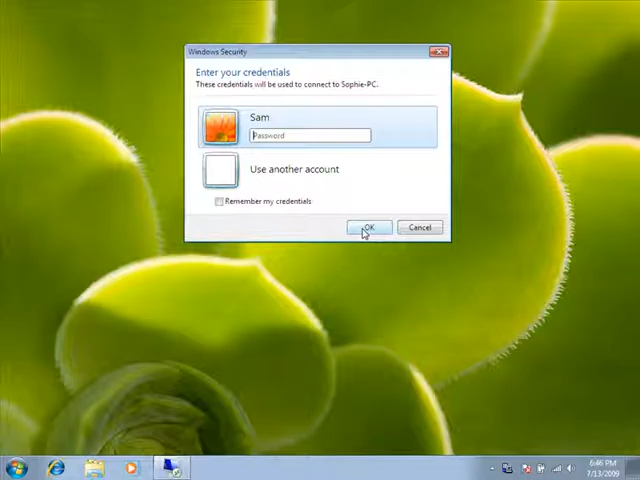 Windows Security
Enter your credentials
These credentials will be used to connect to Sophie-PC.
Sam
Password
Use another account
Remember my credentials
OK
Cancel
6:46 PM
7/13/2009